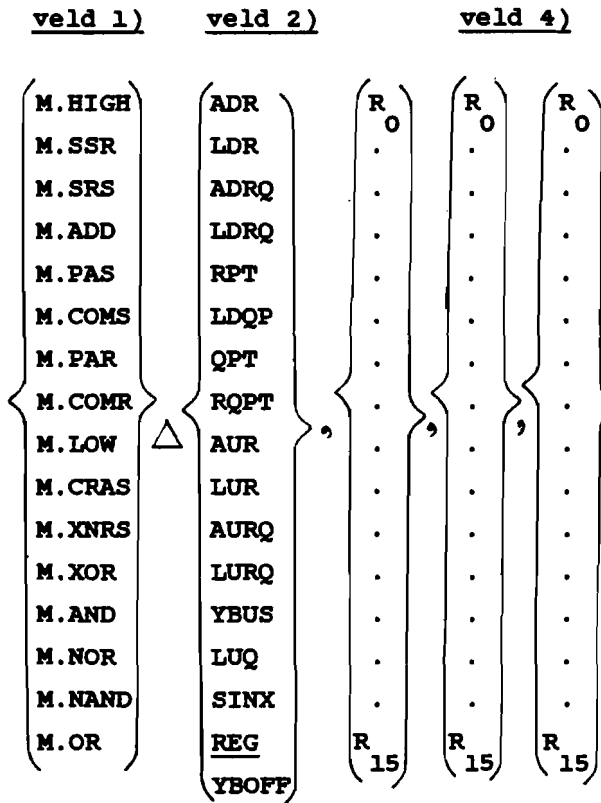 veld 1) veld 2) veld 4)
M.HIGH ADR R0 R0 R0
M.SSR LDR . . .
M.SRS ADRQ . . .
M.ADD LDRQ . . .
M.PAS RPT . . .
M.COMS LDQP . . .
M.PAR QPT . . .
M.COMR RQPT . . .
M.LOW △ AUR , . , . , .
M.CRAS LUR . . .
M.XNRS AURQ . . .
M.XOR LURQ . . .
M.AND YBUS . . .
M.NOR LUQ . . .
M.NAND SINX . . .
M.OR REG R15 R15 R15
YBOFF